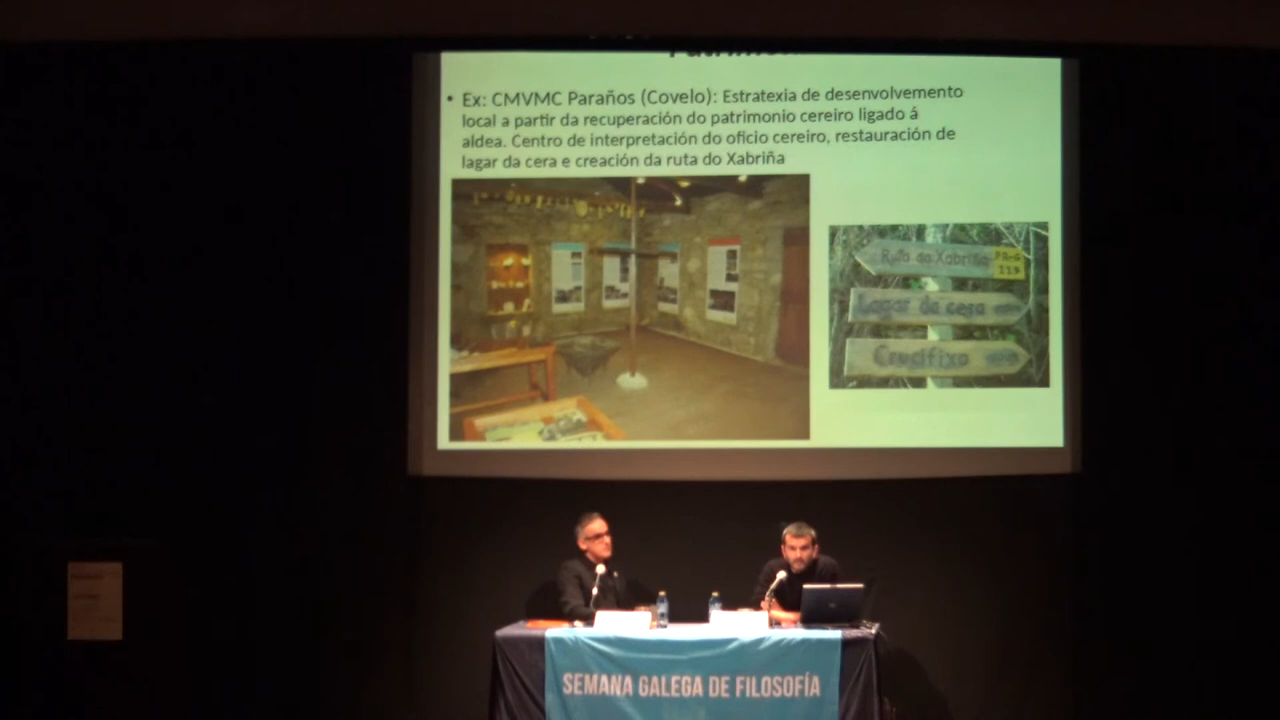 • Ex: CMVMC Paraños (Covelo): Estratexia de desenvolvemento
local a partir da recuperación do patrimonio cereiro ligado á
aldea. Centro de interpretación do oficio cereiro, restauración de
lagar da cera e creación da ruta do Xabriña
Ruta do Xabriña PR-G
119
Lagar da cera
Crucifixo
SEMANA GALEGA DE FILOSOFÍA